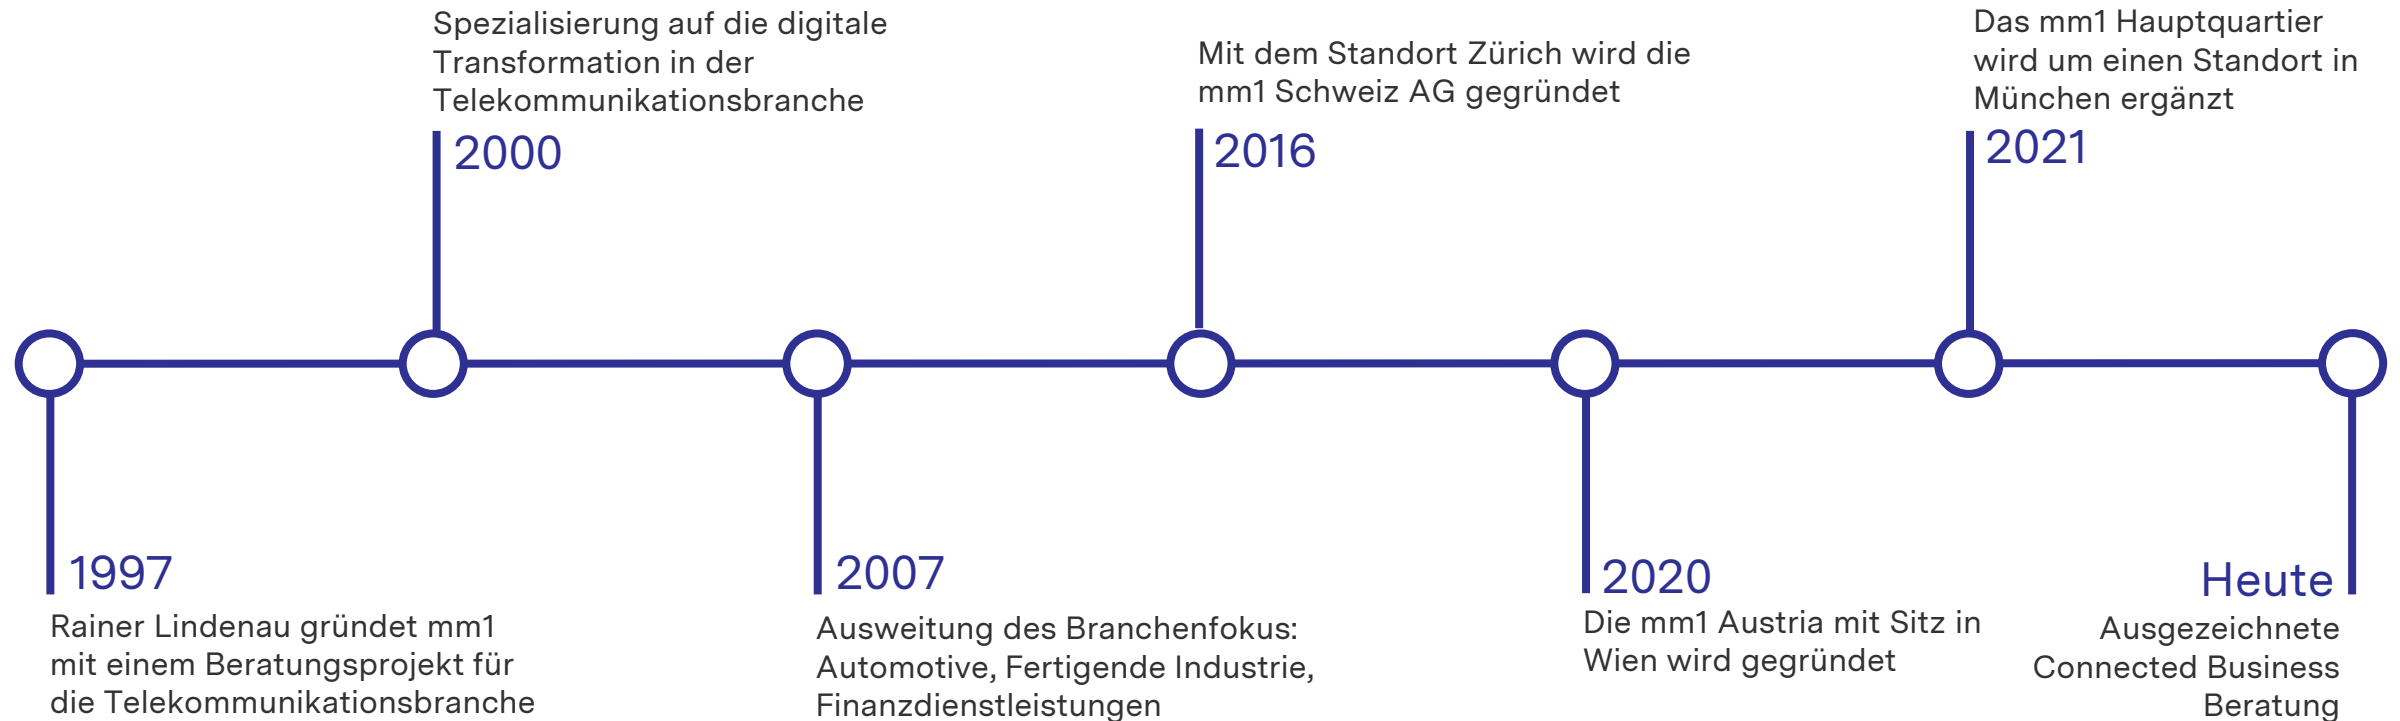 Spezialisierung auf die digitale
Transformation in der
Telekommunikationsbranche
2000
Mit dem Standort Zürich wird die
mm1 Schweiz AG gegründet
2016
Das mm1 Hauptquartier
wird um einen Standort in
München ergänzt
2021
1997
Rainer Lindenau gründet mm1
mit einem Beratungsprojekt für
die Telekommunikationsbranche
2007
Ausweitung des Branchenfokus:
Automotive, Fertigende Industrie,
Finanzdienstleistungen
2020
Die mm1 Austria mit Sitz in
Wien wird gegründet
Heute
Ausgezeichnete
Connected Business
Beratung